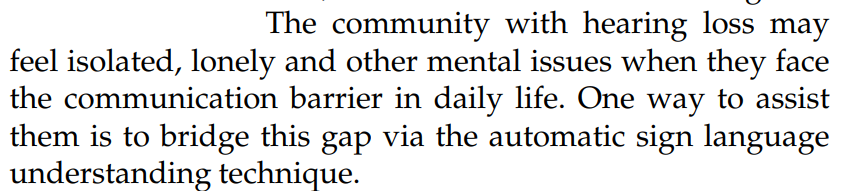 The community with hearing loss may
feel isolated, lonely and other mental issues when they face
the communication barrier in daily life. One way to assist
them is to bridge this gap via the automatic sign language
understanding technique.